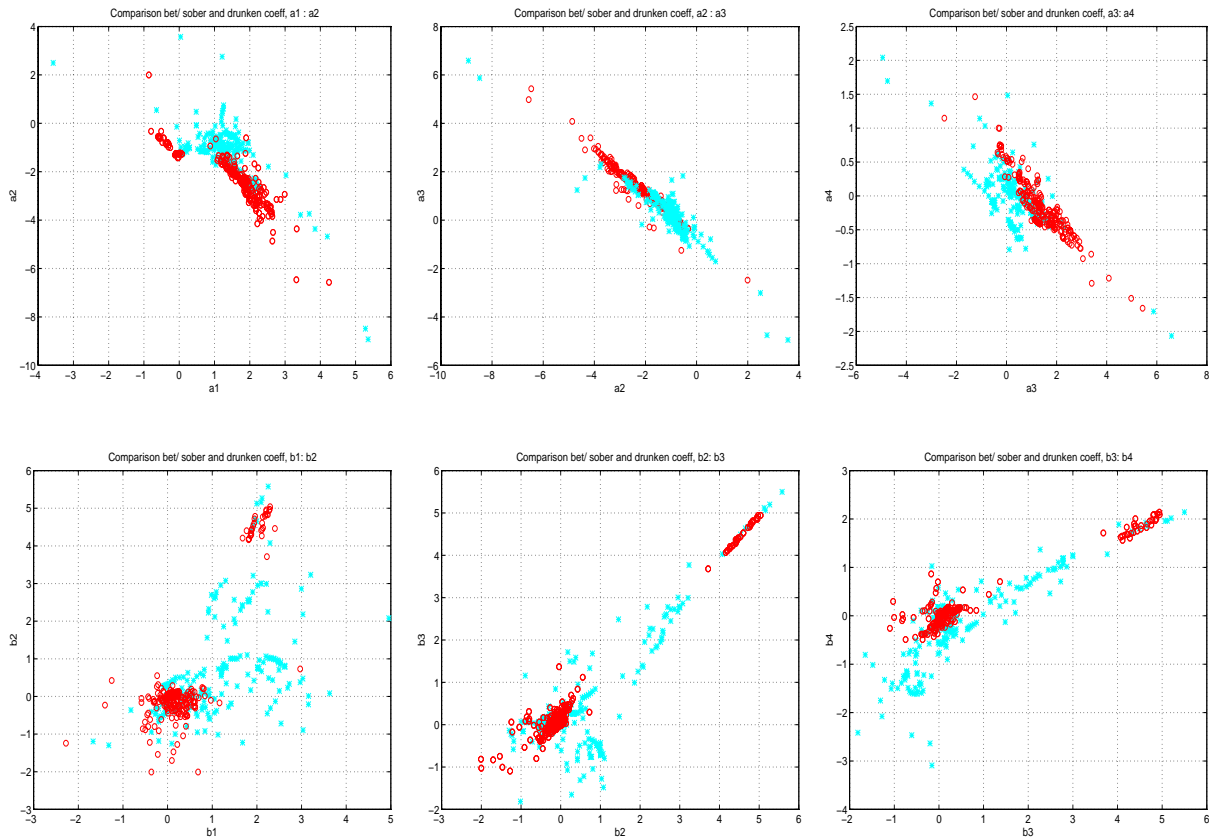 Comparison bet/ sober and drunken coeff, a1 : a2
4
2
0
−2
−4
−6
−8
−10
−4 −3 −2 −1 0 1 2 3 4 5 6
a1
a2
Comparison bet/ sober and drunken coeff, a2 : a3
8
6
4
2
0
−2
−4
−6
−10 −8 −6 −4 −2 0 2 4
a2
a3
Comparison bet/ sober and drunken coeff, a3: a4
2.5
2
1.5
1
0.5
0
−0.5
−1
−1.5
−2
−2.5
−6 −4 −2 0 2 4 6 8
a3
a4
Comparison bet/ sober and drunken coeff, b1: b2
6
5
4
3
2
1
0
−1
−2
−3
−3 −2 −1 0 1 2 3 4 5
b1
b2
Comparison bet/ sober and drunken coeff, b2: b3
6
5
4
3
2
1
0
−1
−2
−3 −2 −1 0 1 2 3 4 5 6
b2
b3
Comparison bet/ sober and drunken coeff, b3: b4
3
2
1
0
−1
−2
−3
−4
−2 −1 0 1 2 3 4 5 6
b3
b4